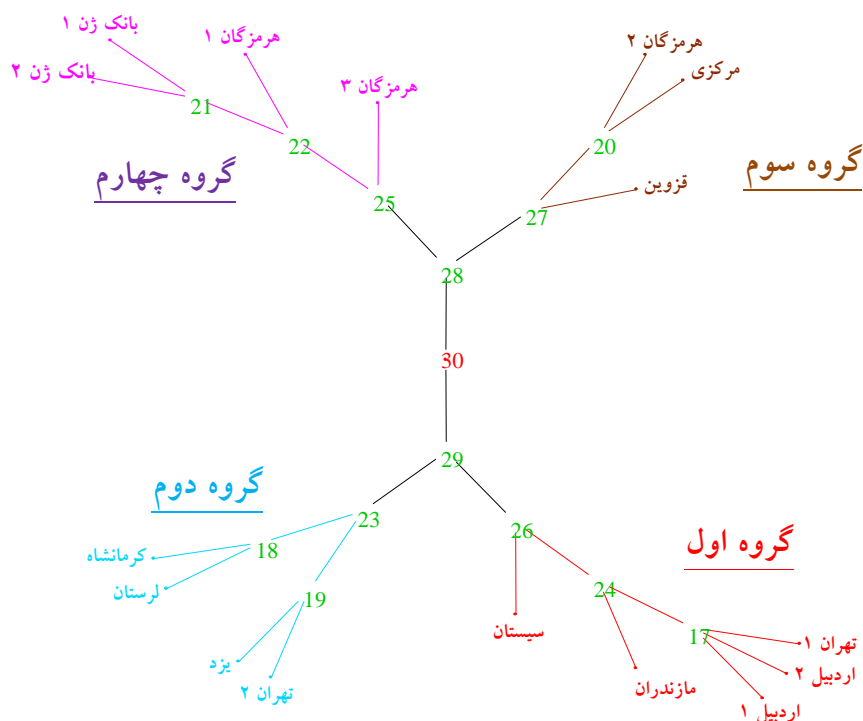 بانک ژن ۱
هرمزگان ۱
هرمزگان ۲
بانک ژن ۲
مرکزی
هرمزگان ۳
21
22
20
گروه چهارم
گروه سوم
قزوین
25
27
28
30
29
گروه دوم
23
26
گروه اول
کرمانشاه
18
لرستان
19
24
سیستان
17
تهران ۱
یزد
اردبیل ۲
تهران ۲
مازندران
اردبیل ۱